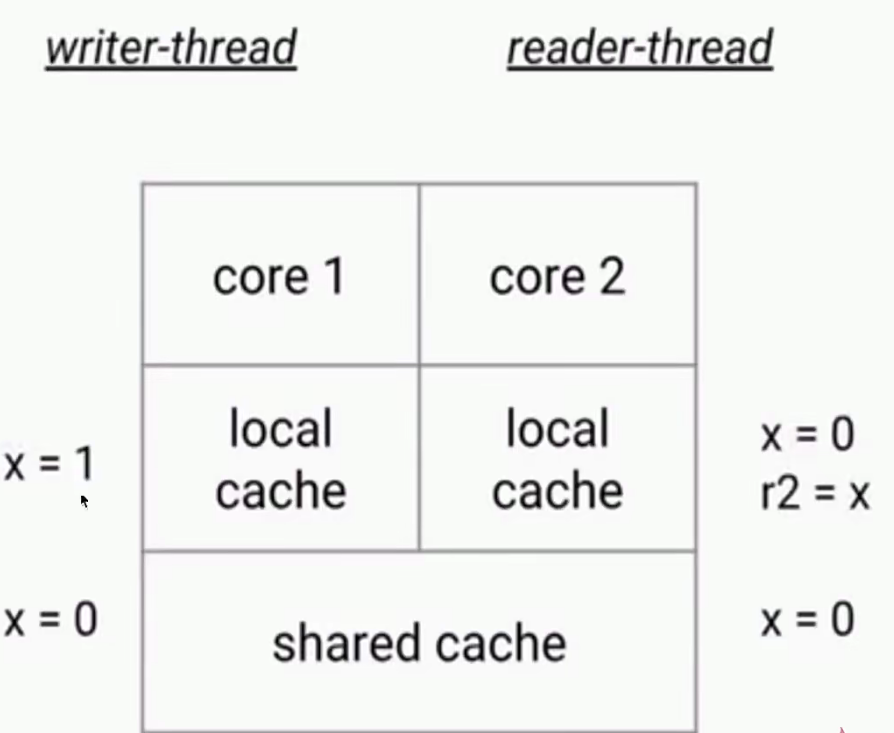 writer-thread
reader-thread
core 1
core 2
local
cache
local
cache
x = 1
x = 0
r2 = x
x = 0
shared cache
x = 0